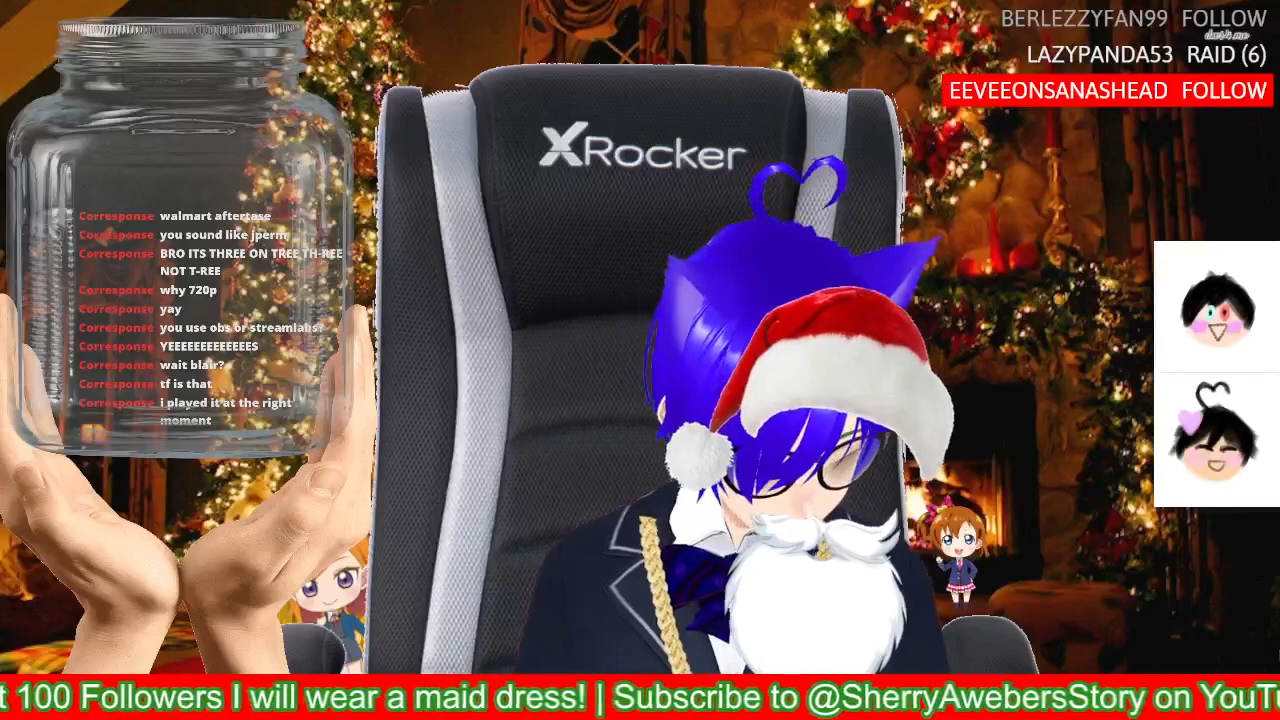 BERLEZZYFAN99 FOLLOW
LAZYPANDA53 RAID (6)
EEVEEONSANASHEAD FOLLOW
XROCKER
Corresponse walmart aftertase
Corresponse you sound like jperm
Corresponse BRO ITS THREE ON TREE TH-REE
NOT T-REE
Corresponse why 720p
Corresponse yay
Corresponse you use obs or streamlabs?
Corresponse YEEEEEEEEEEEES
Corresponse wait blair?
Corresponse tf is that
Corresponse i played it at the right
moment
t 100 Followers I will wear a maid dress! | Subscribe to @SherryAwebersStory on YouTu